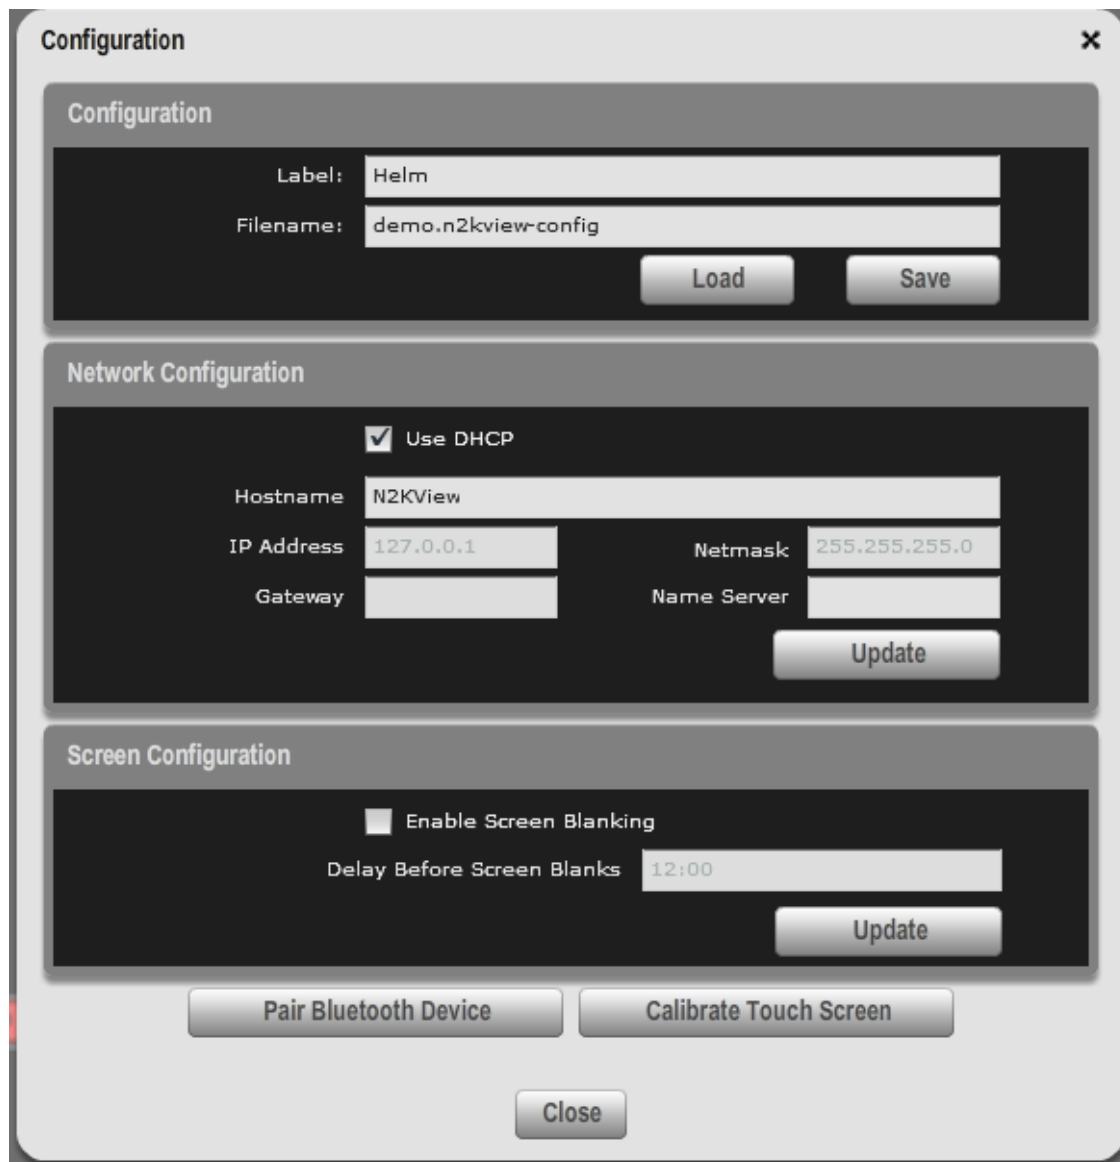 Configuration
Configuration
Label: Helm
Filename: demo.n2kview-config
Load Save
Network Configuration
Use DHCP
Hostname N2KView
IP Address 127.0.0.1 Netmask 255.255.255.0
Gateway Name Server
Update
Screen Configuration
Enable Screen Blanking
Delay Before Screen Blanks 12:00
Update
Pair Bluetooth Device Calibrate Touch Screen
Close